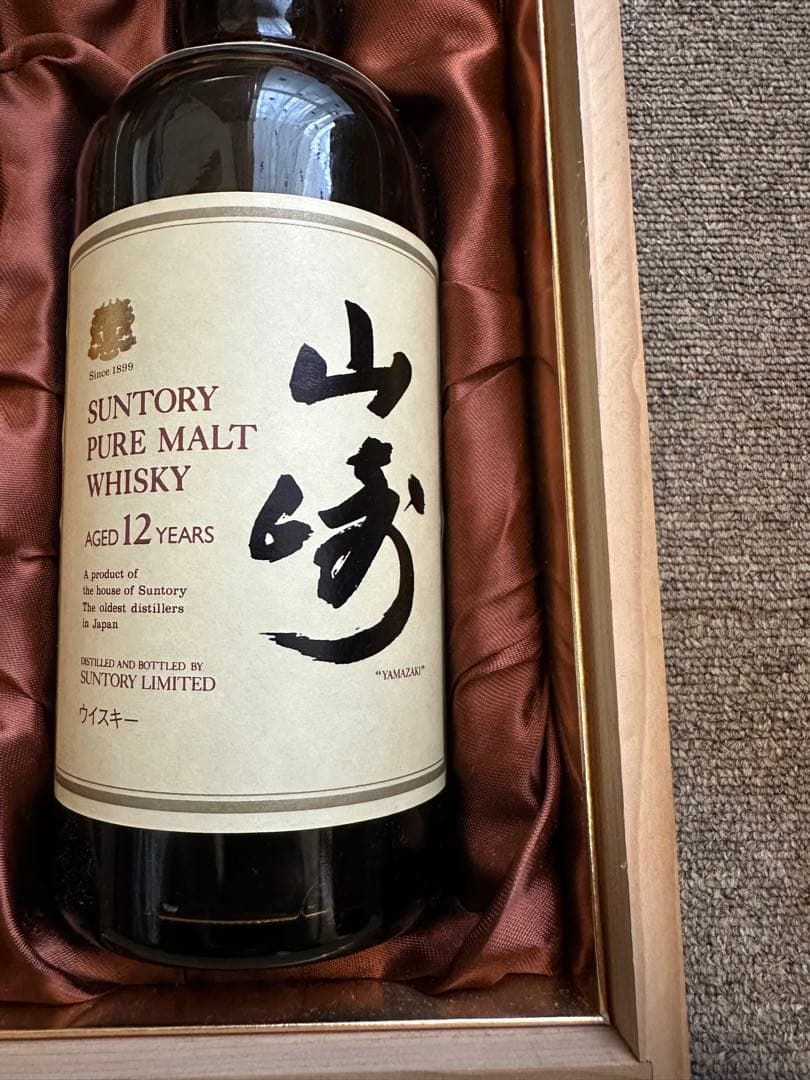 Since 1899
SUNTORY
PURE MALT
WHISKY
AGED 12 YEARS
A product of
the house of Suntory
The oldest distillers
in Japan
DISTILLED AND BOTTLED BY
SUNTORY LIMITED
ウイスキー
山崎
"YAMAZAKI"